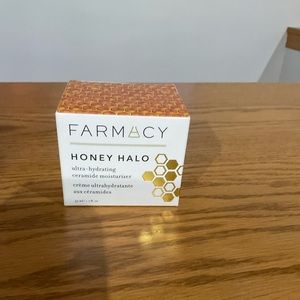 FARMACY
HONEY HALO
ultra-hydrating
ceramide moisturizer
crème ultrahydratante
aux céramides